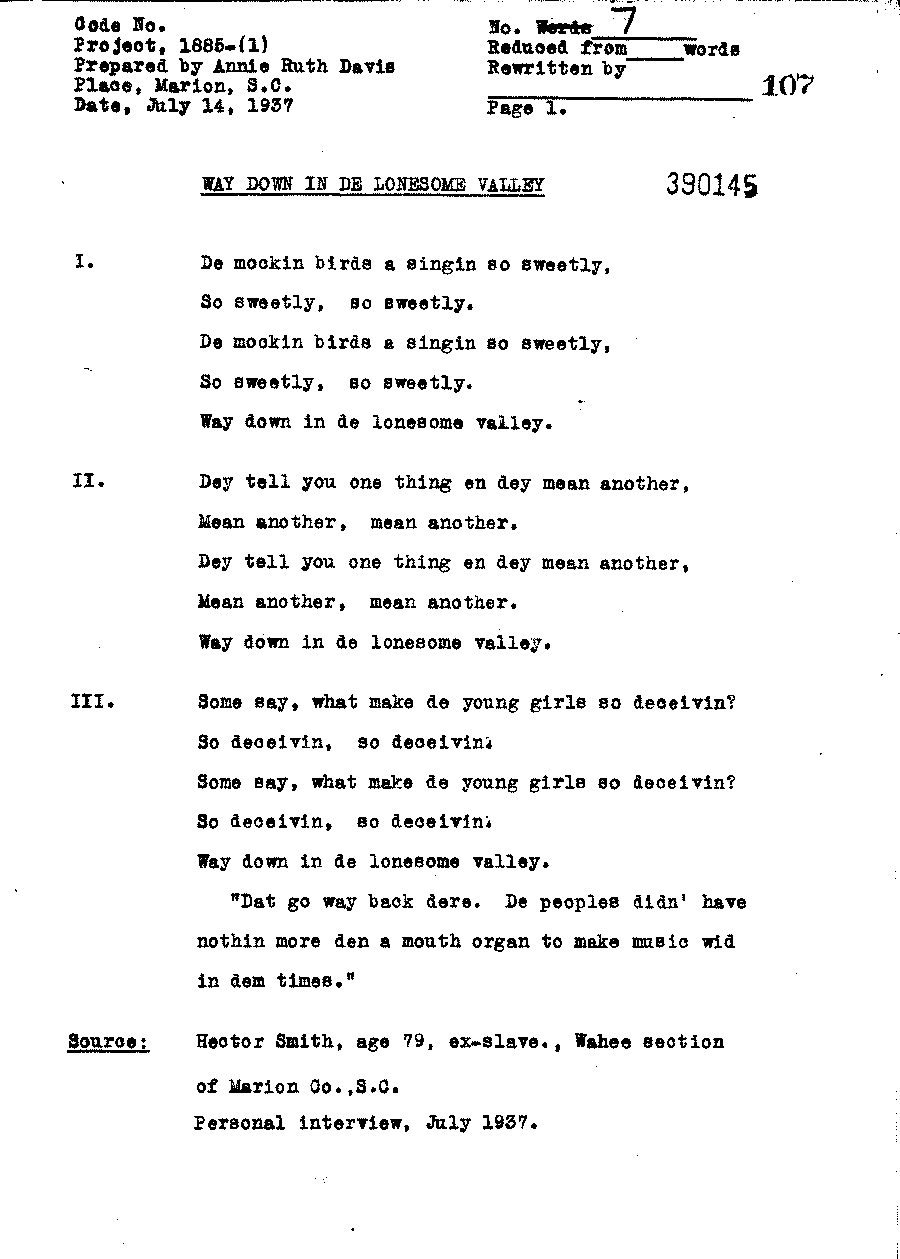 Code No.
Project, 1885-(1)
Prepared by Annie Ruth Davis
Place, Marion, S.C.
Date, July 14, 1937
No. Words 7
Reduced from words
Rewritten by
107
Page 1.
WAY DOWN IN DE LONESOME VALLEY
390145
I. De mockin birds a singin so sweetly,
So sweetly, so sweetly.
De mockin birds a singin so sweetly,
So sweetly, so sweetly.
Way down in de lonesome valley.
II. Dey tell you one thing en dey mean another,
Mean another, mean another.
Dey tell you one thing en dey mean another,
Mean another, mean another.
Way down in de lonesome valley.
III. Some say, what make de young girls so deceivin?
So deceivin, so deceivin.
Some say, what make de young girls so deceivin?
So deceivin, so deceivin.
Way down in de lonesome valley.
"Dat go way back dere. De peoples didn' have
nothin more den a mouth organ to make music wid
in dem times."
Source: Hector Smith, age 79, ex-slave., Wahee section
of Marion Co.,S.C.
Personal interview, July 1937.